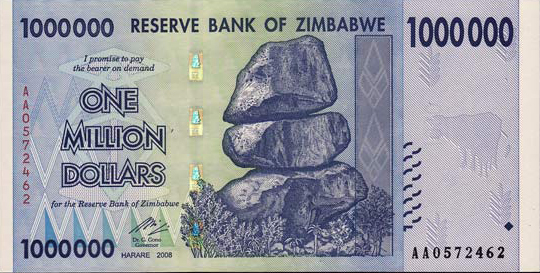 1000000 RESERVE BANK OF ZIMBABWE 1000000
I promise to pay
the bearer on demand
AA0572462
ONE
MILLION
DOLLARS
for the Reserve Bank of Zimbabwe
Dr. G. Gono
Governor
1000000 HARARE 2008 AA0572462